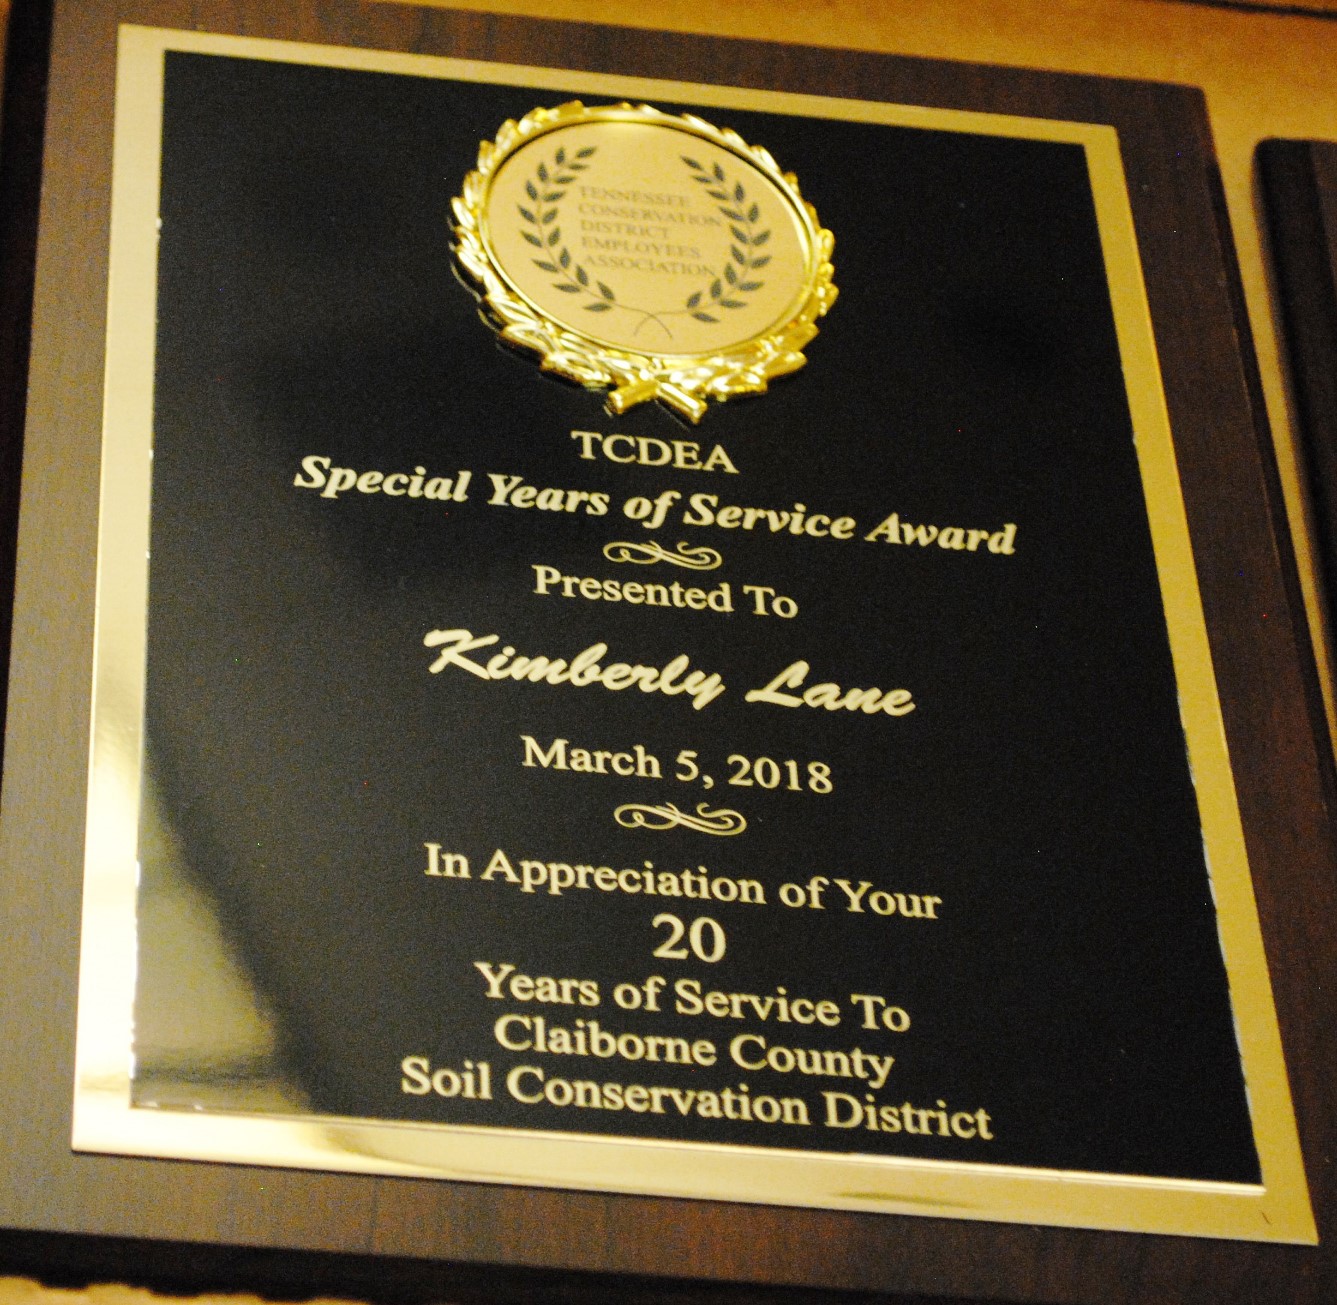 TENNESSEE
CONSERVATION
DISTRICT
EMPLOYEES
ASSOCIATION
TCDEA
Special Years of Service Award
Presented To
Kimberly Lane
March 5, 2018
In Appreciation of Your
20
Years of Service To
Claiborne County
Soil Conservation District